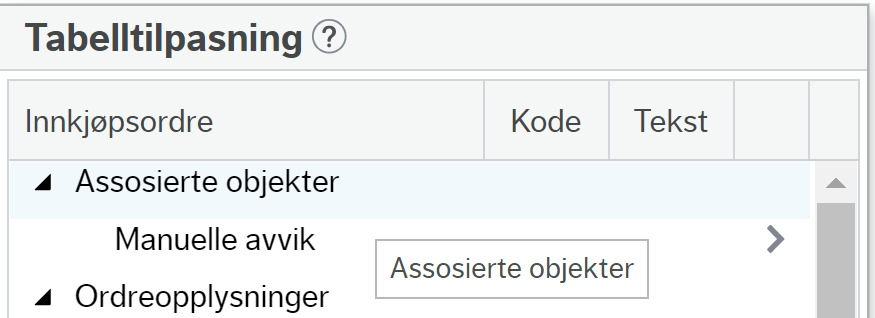 Tabelltilpasning ?
Innkjøpsordre Kode Tekst
Assosierte objekter
Manuelle avvik
Assosierte objekter
Ordreopplysninger